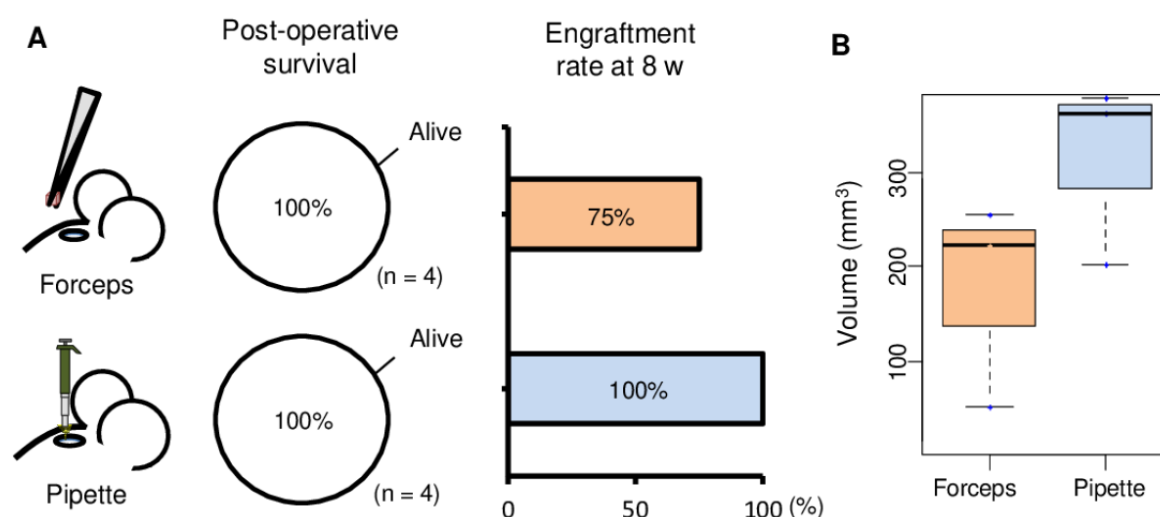 A
Post-operative
survival
Engraftment
rate at 8 w
Forceps
100%
Alive
(n = 4)
75%
Pipette
100%
Alive
(n = 4)
100%
0
50
100 (%)
B
Volume (mm³)
300
200
100
Forceps
Pipette